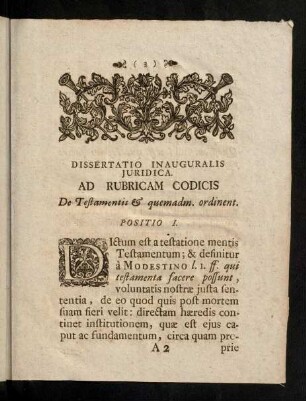 ( 3 )
DISSERTATIO INAUGURALIS
JURIDICA.
AD RUBRICAM CODICIS
De Testamentis & quemadm. ordinent.
POSITIO I.
DIctum est a testatione mentis
Testamentum; & definitur
à MODESTINO l. 1. ff. qui
testamenta facere possunt,
voluntatis nostræ justa sen-
tentia, de eo quod quis post mortem
suam fieri velit: directam hæredis con-
tinet institutionem, quæ est ejus ca-
put ac fundamentum, circa quam pro-
A 2 prie